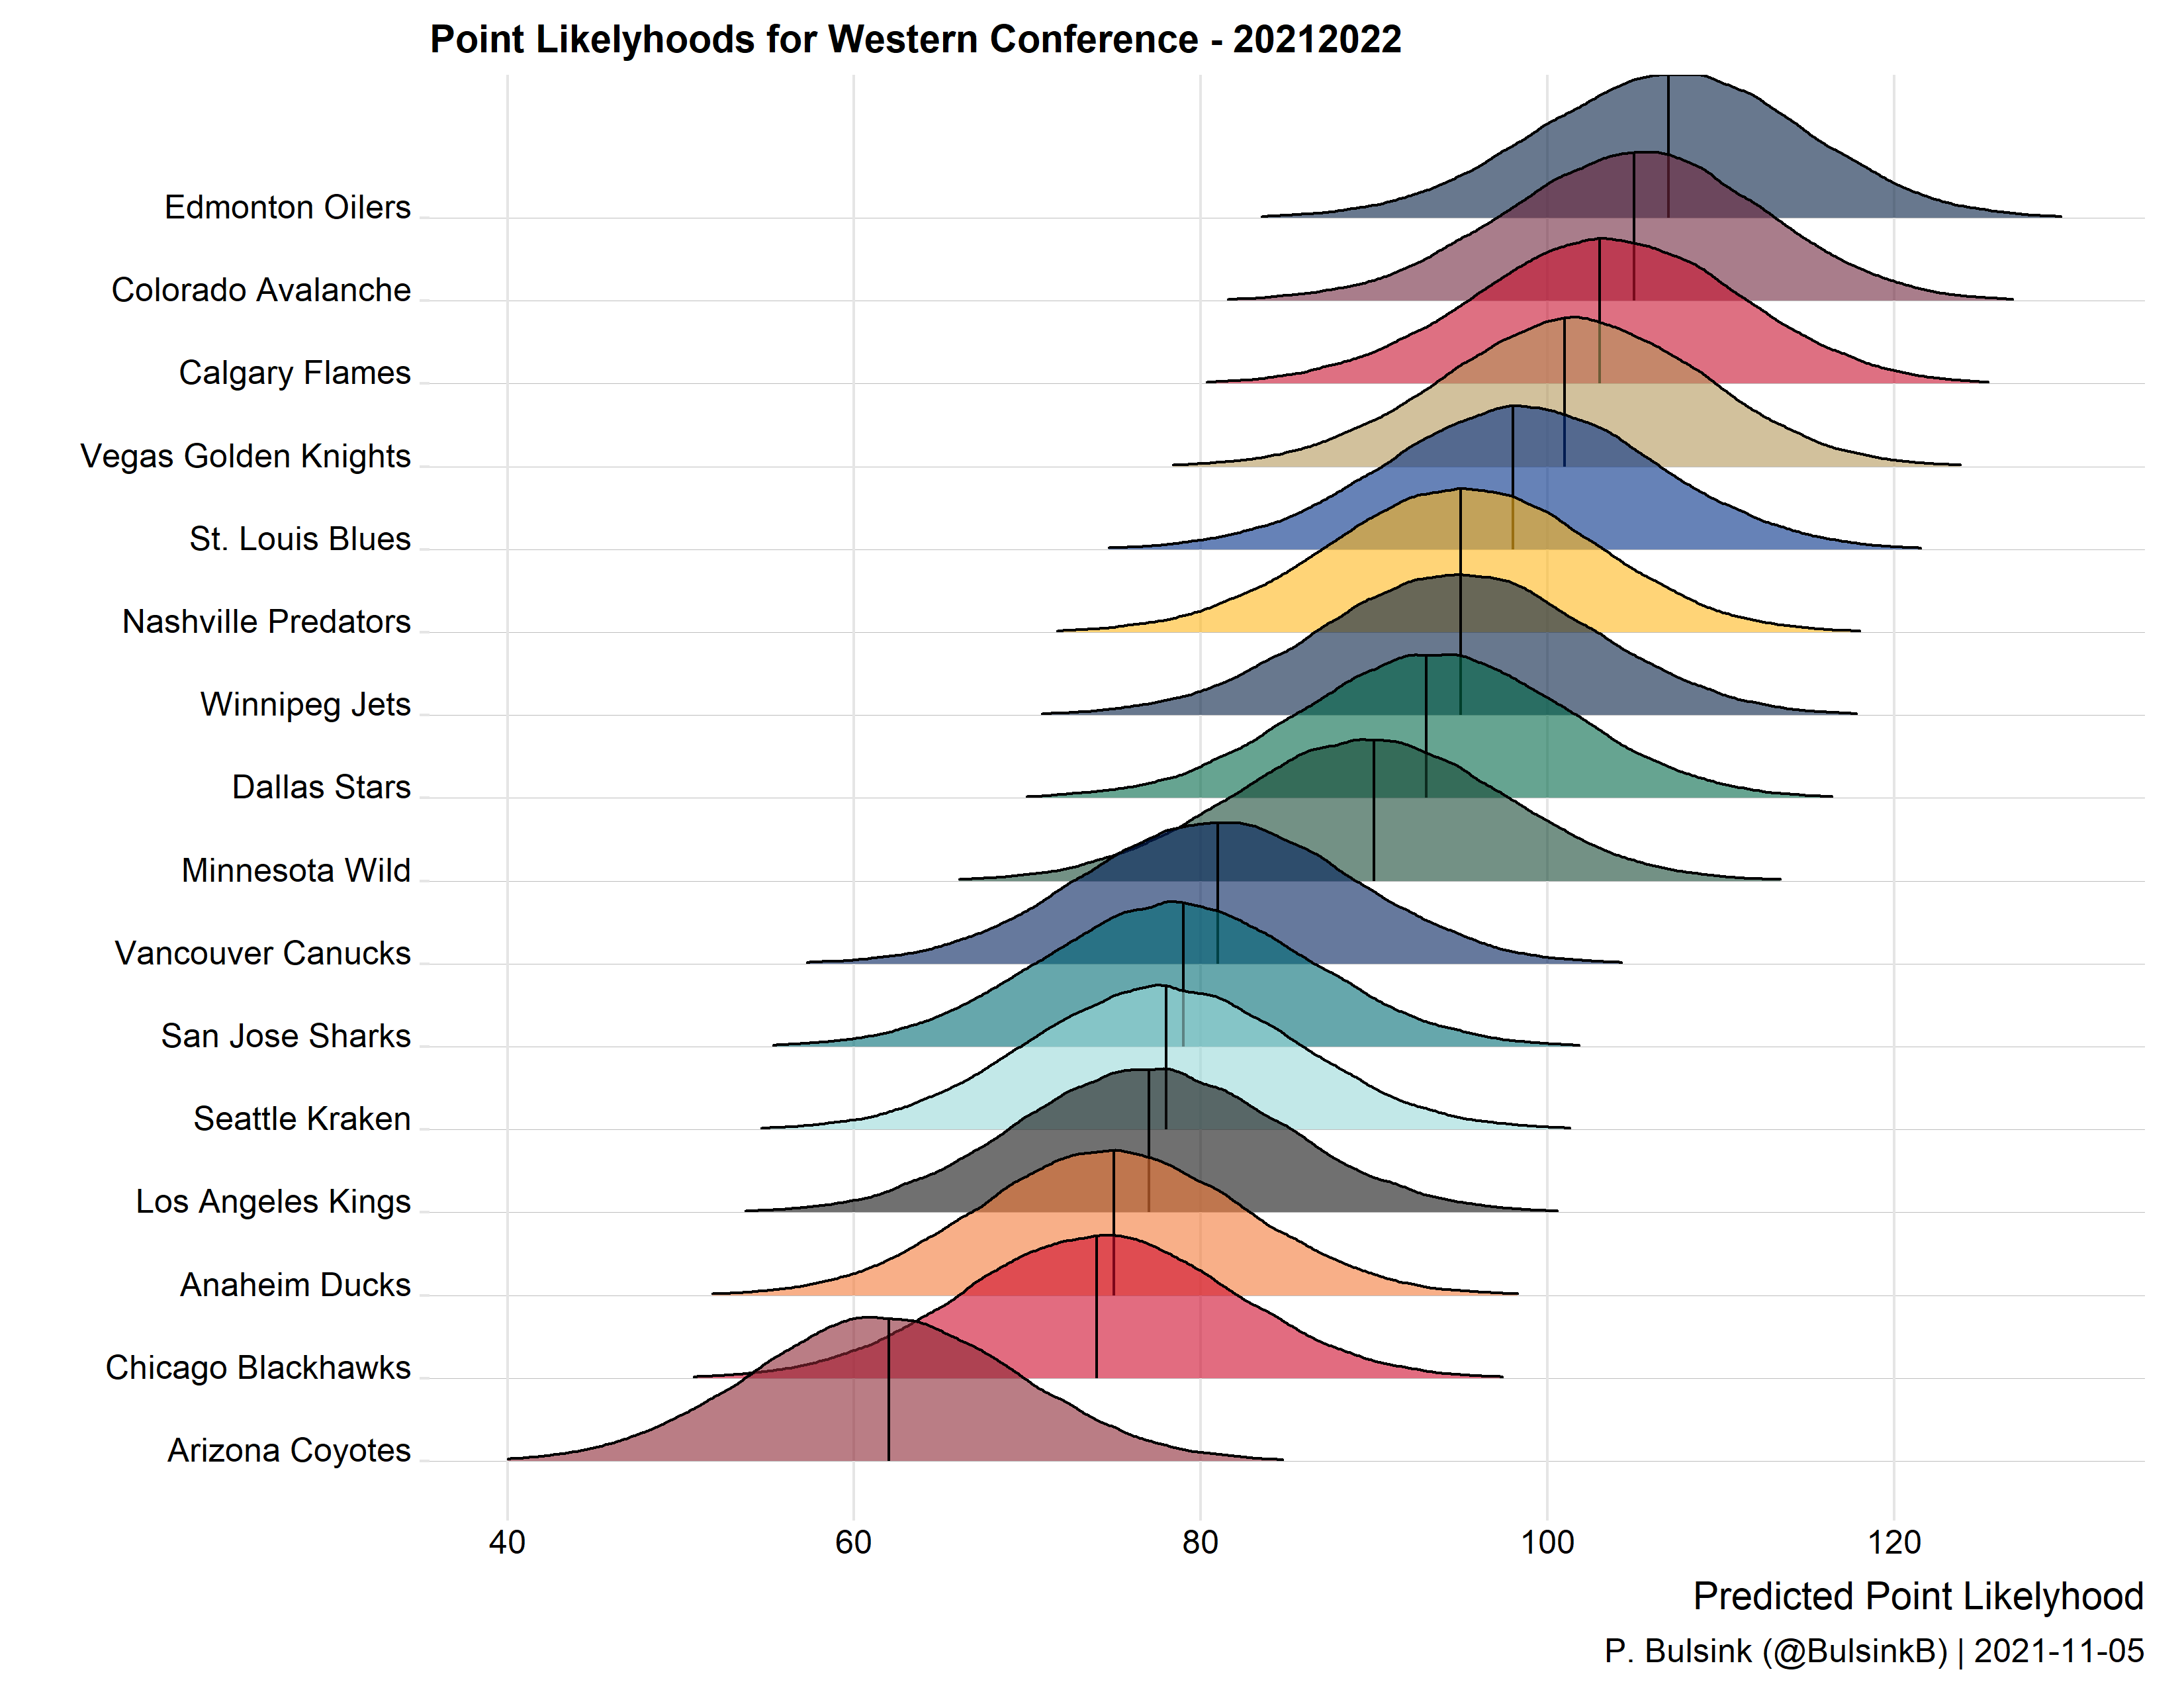 Point Likelyhoods for Western Conference - 20212022
Edmonton Oilers
Colorado Avalanche
Calgary Flames
Vegas Golden Knights
St. Louis Blues
Nashville Predators
Winnipeg Jets
Dallas Stars
Minnesota Wild
Vancouver Canucks
San Jose Sharks
Seattle Kraken
Los Angeles Kings
Anaheim Ducks
Chicago Blackhawks
Arizona Coyotes
40 60 80 100 120
Predicted Point Likelyhood
P. Bulsink (@BulsinkB) | 2021-11-05